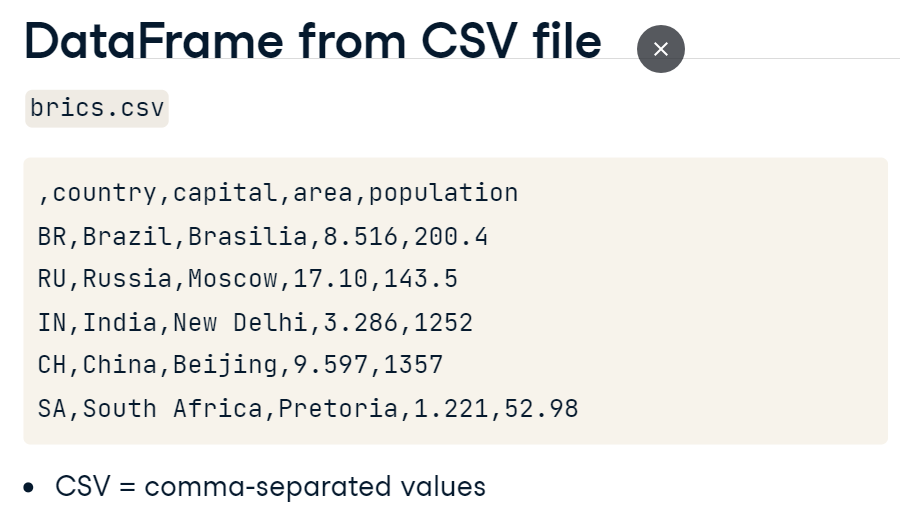 DataFrame from CSV file
brics.csv
,country,capital,area,population
BR,Brazil,Brasilia,8.516,200.4
RU,Russia,Moscow,17.10,143.5
IN,India,New Delhi,3.286,1252
CH,China,Beijing,9.597,1357
SA,South Africa,Pretoria,1.221,52.98
• CSV = comma-separated values